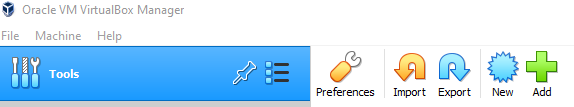 Oracle VM VirtualBox Manager
File Machine Help
Tools
Preferences Import Export New Add